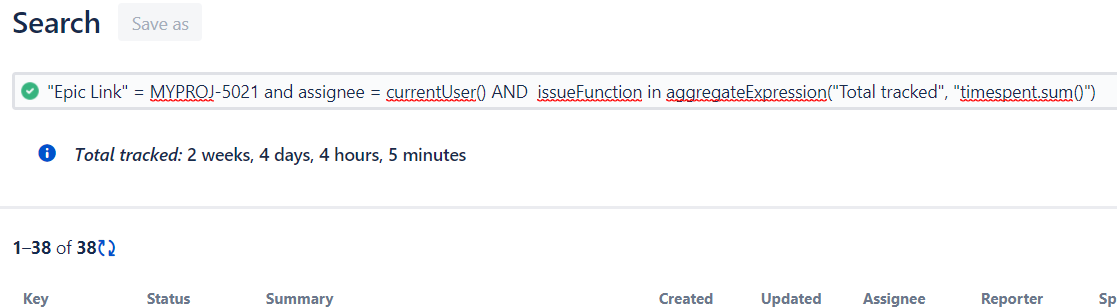 Search Save as
"Epic Link" = MYPROJ-5021 and assignee = currentUser() AND issueFunction in aggregateExpression("Total tracked", "timespent.sum()")
Total tracked: 2 weeks, 4 days, 4 hours, 5 minutes
1–38 of 38
Key Status Summary Created Updated Assignee Reporter Sp